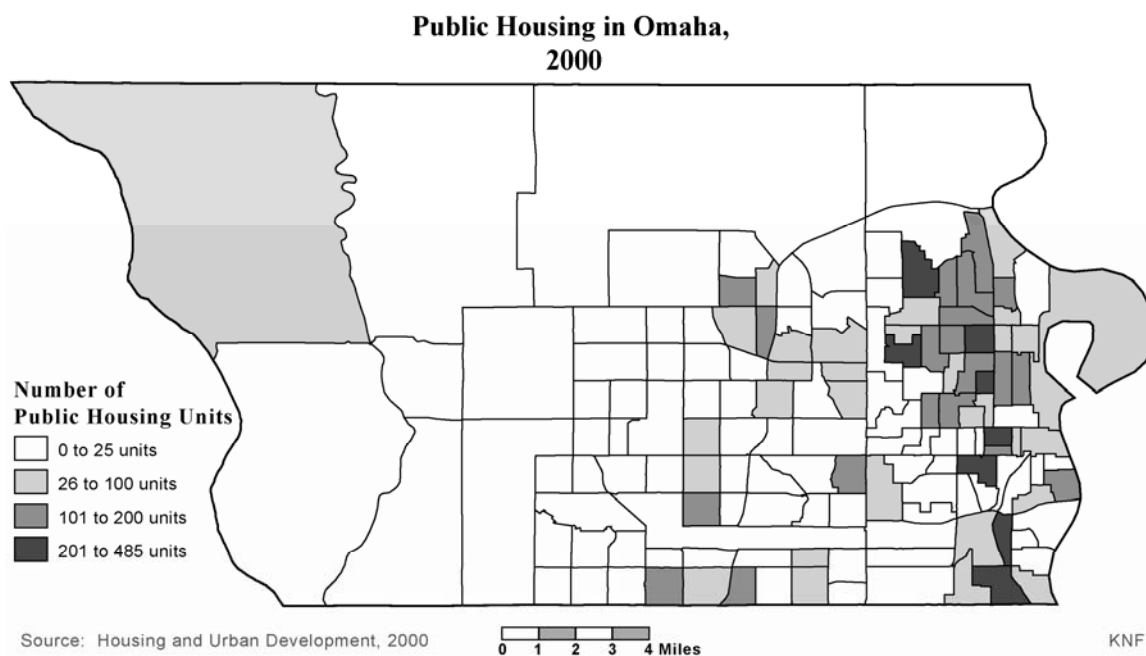 Public Housing in Omaha,
2000
Number of
Public Housing Units
0 to 25 units
26 to 100 units
101 to 200 units
201 to 485 units
Source: Housing and Urban Development, 2000
0 1 2 3 4 Miles
KNF